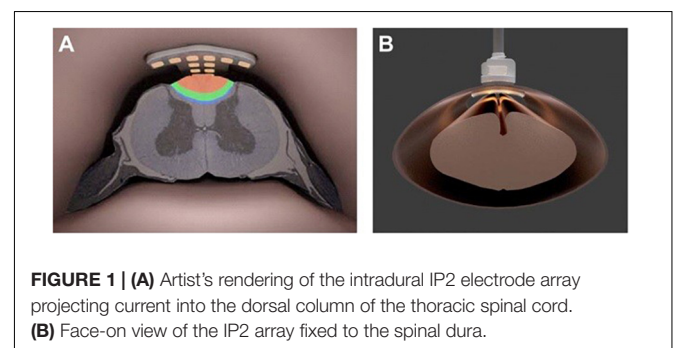 A
B
FIGURE 1 | (A) Artist's rendering of the intradural IP2 electrode array
projecting current into the dorsal column of the thoracic spinal cord.
(B) Face-on view of the IP2 array fixed to the spinal dura.